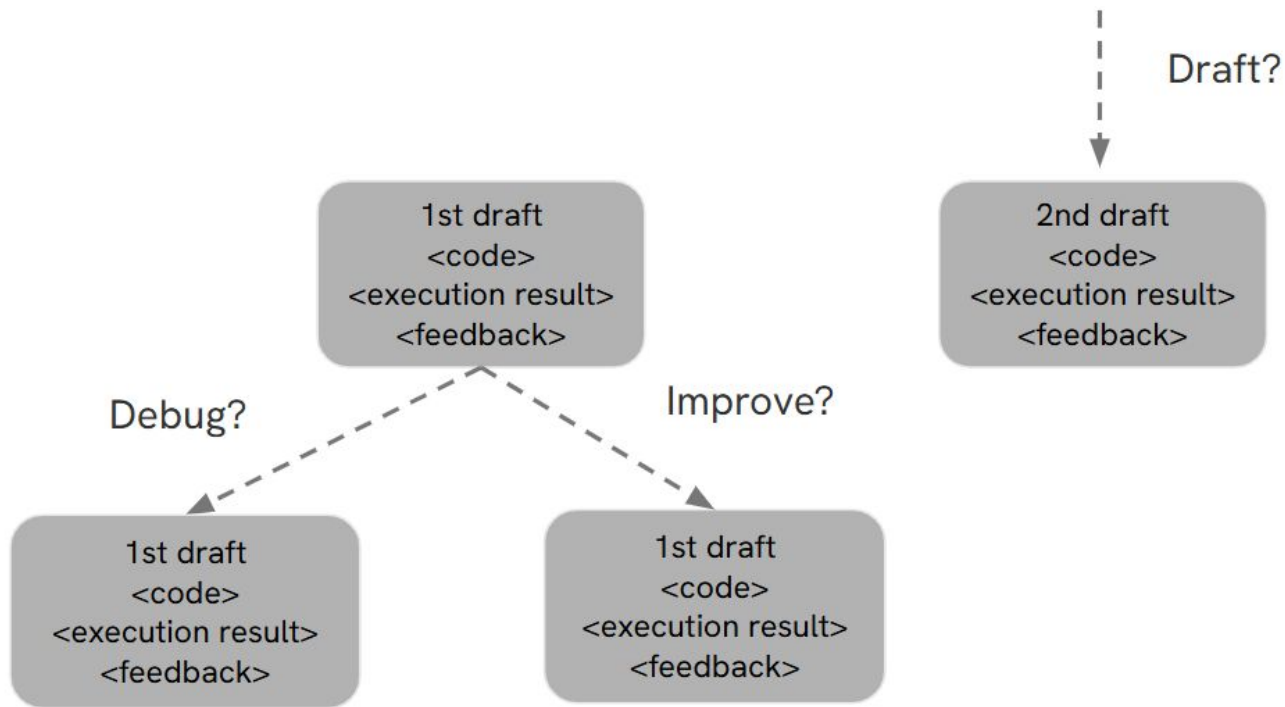 Draft?
1st draft
<code>
<execution result>
<feedback>
2nd draft
<code>
<execution result>
<feedback>
Debug?
Improve?
1st draft
<code>
<execution result>
<feedback>
1st draft
<code>
<execution result>
<feedback>